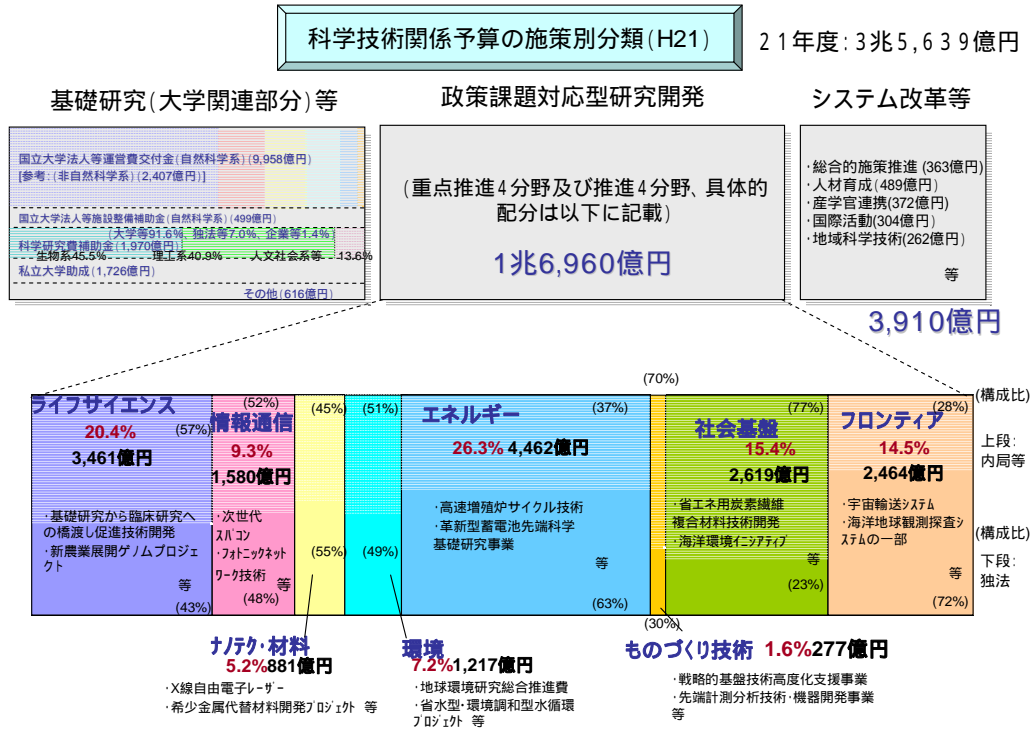 科学技術関係予算の施策別分類(H21)
21年度:3兆5,639億円
基礎研究(大学関連部分)等
国立大学法人等運営費交付金(自然科学系)(9,958億円)
[参考:(非自然科学系)(2,407億円)]
国立大学法人等施設整備補助金(自然科学系)(499億円)
(大学等91.6%、独法等7.0%、企業等1.4%)
科学研究費補助金(1,970億円)
生物系45.5% 理工系40.9% 人文社会系等 13.6%
私立大学助成(1,726億円)
その他(616億円)
政策課題対応型研究開発
(重点推進4分野及び推進4分野、具体的
配分は以下に記載)
1兆6,960億円
システム改革等
・総合的施策推進(363億円)
・人材育成(489億円)
・産学官連携(372億円)
・国際活動(304億円)
・地域科学技術(262億円)
等
3,910億円
ライフサイエンス
20.4%
(57%)
3,461億円
・基礎研究から臨床研究へ
の橋渡し促進技術開発
・新農業展開ゲノムプロジェ
クト
等
(43%)
(52%)
情報通信
9.3%
1,580億円
・次世代
スパコン
・フォトニックネット
ワーク技術
等
(48%)
(45%)
(55%)
(51%)
(49%)
エネルギー
(37%)
26.3% 4,462億円
・高速増殖炉サイクル技術
・革新型蓄電池先端科学
基礎研究事業
等
(63%)
(70%)
(30%)
(77%)
社会基盤
15.4%
2,619億円
・省エネ用炭素繊維
複合材料技術開発
・海洋環境イニシアティブ
等
(23%)
フロンティア
(28%)
14.5%
2,464億円
・宇宙輸送システム
・海洋地球観測探査シ
ステムの一部
等
(72%)
(構成比)
上段:
内局等
(構成比)
下段:
独法
ナノテク・材料
5.2%881億円
・X線自由電子レーザー
・希少金属代替材料開発プロジェクト 等
環境
7.2%1,217億円
・地球環境研究総合推進費
・省水型・環境調和型水循環
プロジェクト 等
ものづくり技術 1.6%277億円
・戦略的基盤技術高度化支援事業
・先端計測分析技術・機器開発事業
等